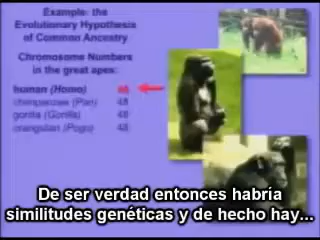 Example: the
Evolutionary Hypothesis
of Common Ancestry
Chromosome Numbers
in the great apes:
human (Homo) 46
chimpanzee (Pan) 48
gorilla (Gorilla) 48
orangutan (Pogo) 48
De ser verdad entonces habría
similitudes genéticas y de hecho hay...